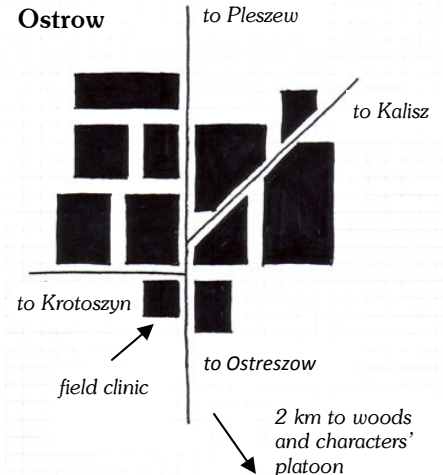 Ostrow
to Pleszew
to Kalisz
to Krotoszyn
to Ostreszow
field clinic
2 km to woods
and characters'
platoon